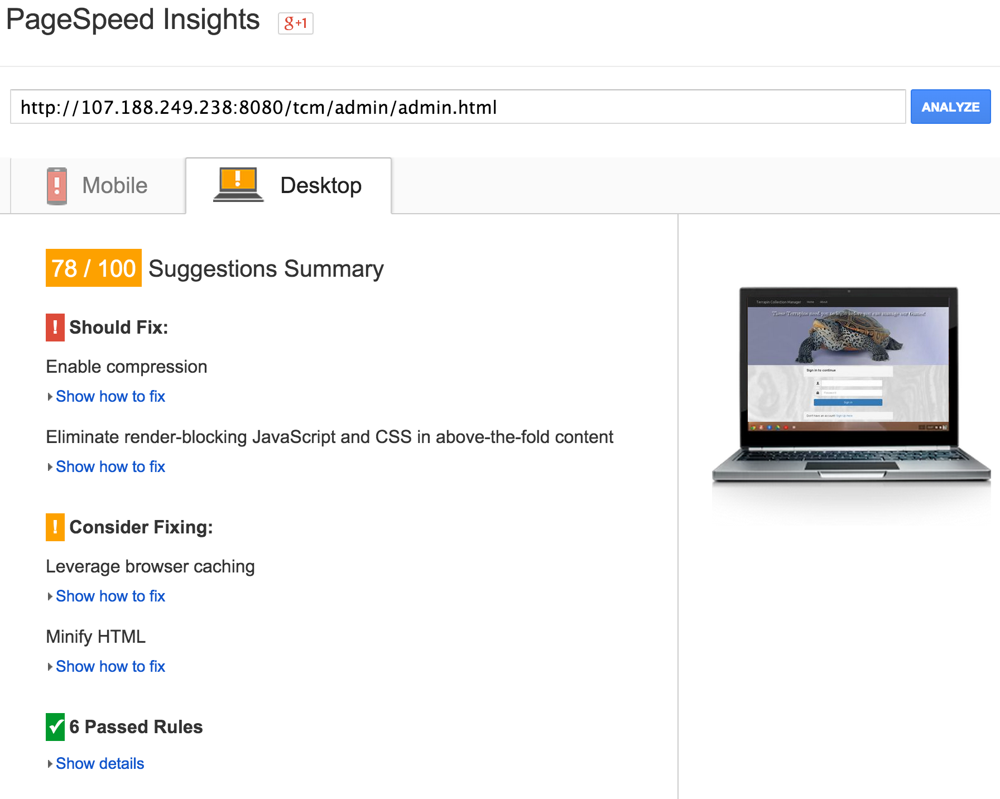 PageSpeed Insights
g+1
http://107.188.249.238:8080/tcm/admin/admin.html
ANALYZE
Mobile
Desktop
78 / 100 Suggestions Summary
Should Fix:
Enable compression
Show how to fix
Eliminate render-blocking JavaScript and CSS in above-the-fold content
Show how to fix
Consider Fixing:
Leverage browser caching
Show how to fix
Minify HTML
Show how to fix
6 Passed Rules
Show details
Terrapin Collection Manager Home About
These Terrapins need you to login before you can manage our Games!
Sign in to continue
Password
Sign in
Don't have an account! Sign Up Here